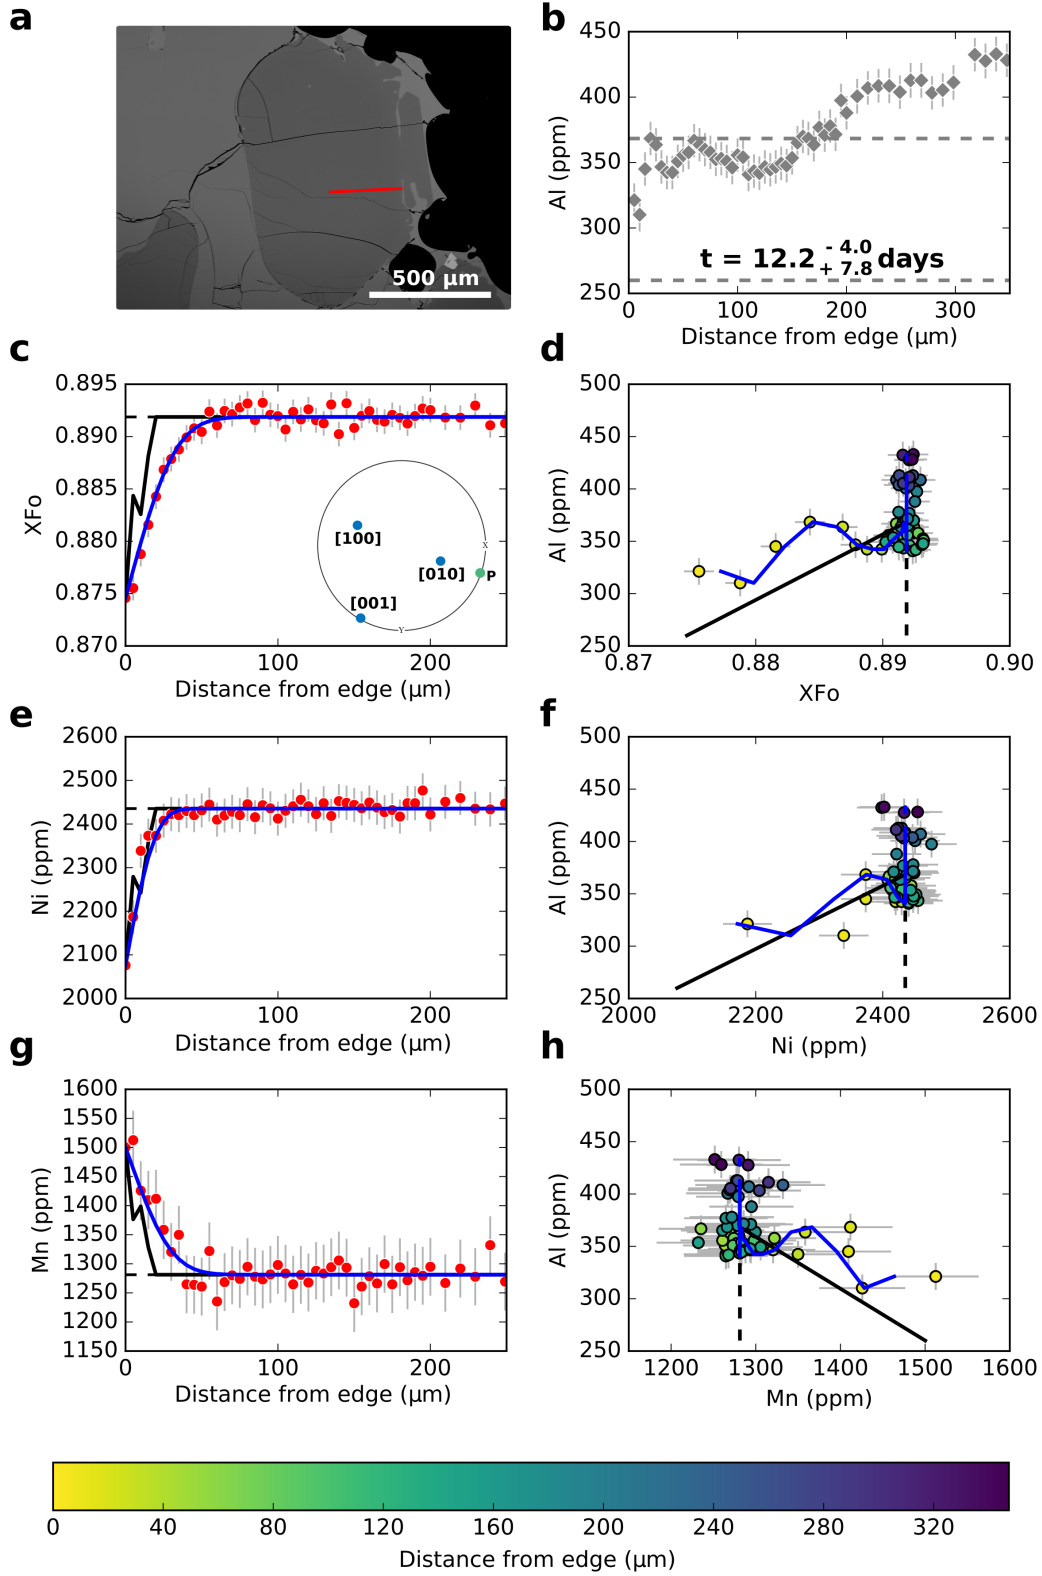 a
500 µm
b
450
400
350
300
250
Al (ppm)
t = 12.2 - 4.0 + 7.8 days
0 100 200 300
Distance from edge (µm)
c
0.895
0.890
0.885
0.880
0.875
0.870
XFo
[100]
X
[010]
P
[001]
Y
0 100 200
Distance from edge (µm)
d
500
450
400
350
300
250
Al (ppm)
0.87 0.88 0.89 0.90
XFo
e
2600
2500
2400
2300
2200
2100
2000
Ni (ppm)
0 100 200
Distance from edge (µm)
f
500
450
400
350
300
250
Al (ppm)
2000 2200 2400 2600
Ni (ppm)
g
1600
1550
1500
1450
1400
1350
1300
1250
1200
1150
Mn (ppm)
0 100 200
Distance from edge (µm)
h
500
450
400
350
300
250
Al (ppm)
1200 1300 1400 1500 1600
Mn (ppm)
0 40 80 120 160 200 240 280 320
Distance from edge (µm)